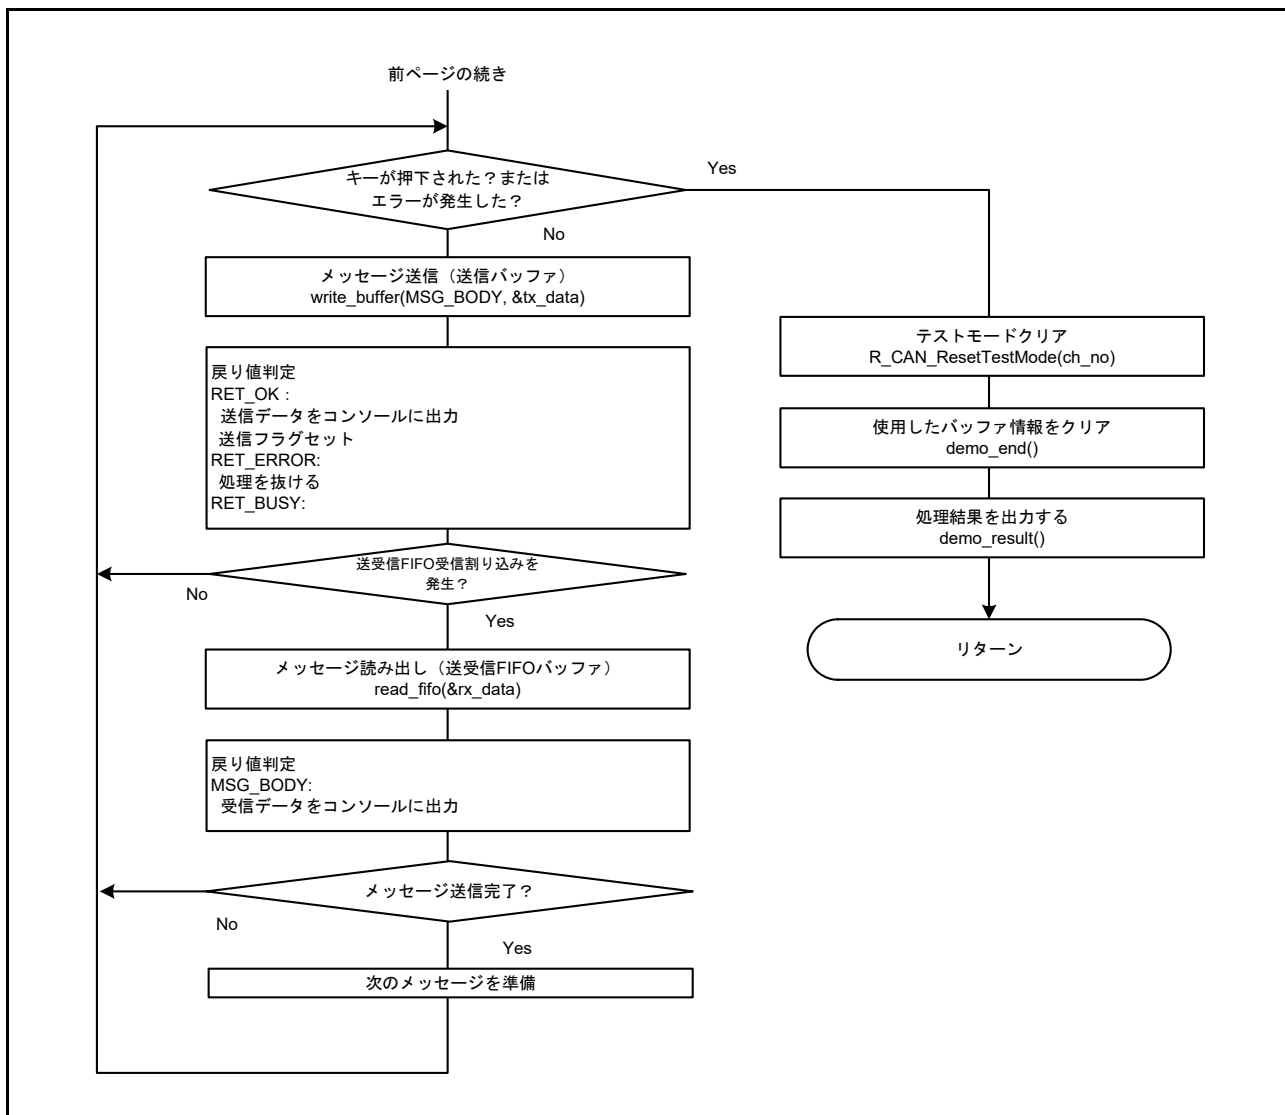 前ページの続き
キーが押下された？または
エラーが発生した？
Yes
No
メッセージ送信（送信バッファ）
write_buffer(MSG_BODY, &tx_data)
戻り値判定
RET_OK :
送信データをコンソールに出力
送信フラグセット
RET_ERROR:
処理を抜ける
RET_BUSY:
送受信FIFO受信割り込みを
発生？
No
Yes
メッセージ読み出し（送受信FIFOバッファ）
read_fifo(&rx_data)
戻り値判定
MSG_BODY:
受信データをコンソールに出力
メッセージ送信完了？
No
Yes
次のメッセージを準備
テストモードクリア
R_CAN_ResetTestMode(ch_no)
使用したバッファ情報をクリア
demo_end()
処理結果を出力する
demo_result()
リターン